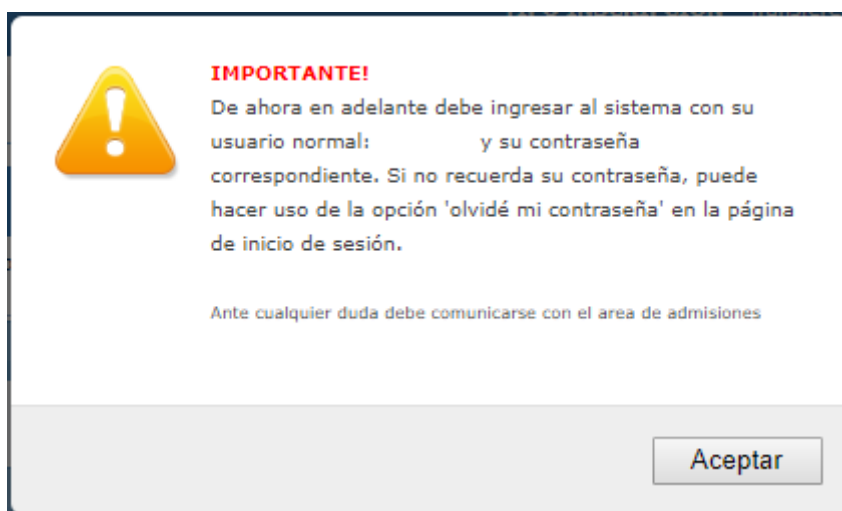 IMPORTANTE!
De ahora en adelante debe ingresar al sistema con su
usuario normal: y su contraseña
correspondiente. Si no recuerda su contraseña, puede
hacer uso de la opción 'olvidé mi contraseña' en la página
de inicio de sesión.
Ante cualquier duda debe comunicarse con el area de admisiones
Aceptar